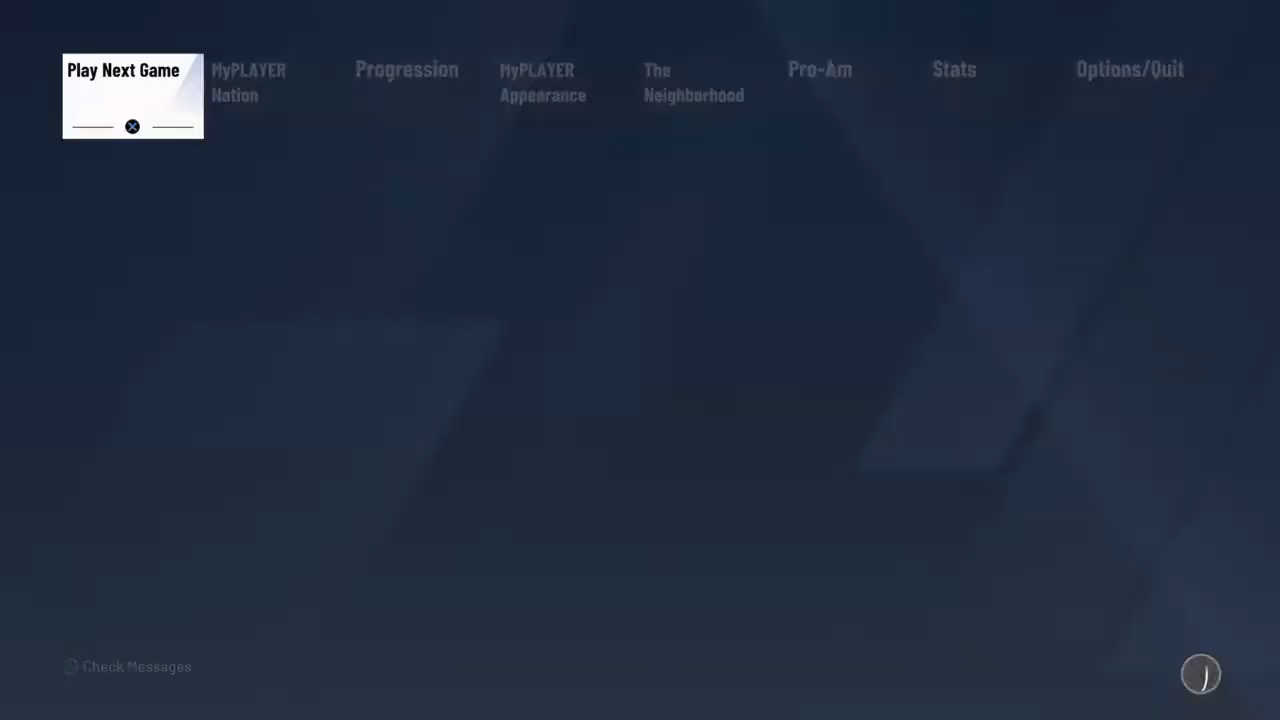 Play Next Game
MyPLAYER
Nation
Progression
MyPLAYER
Appearance
The
Neighborhood
Pro-Am
Stats
Options/Quit
Check Messages